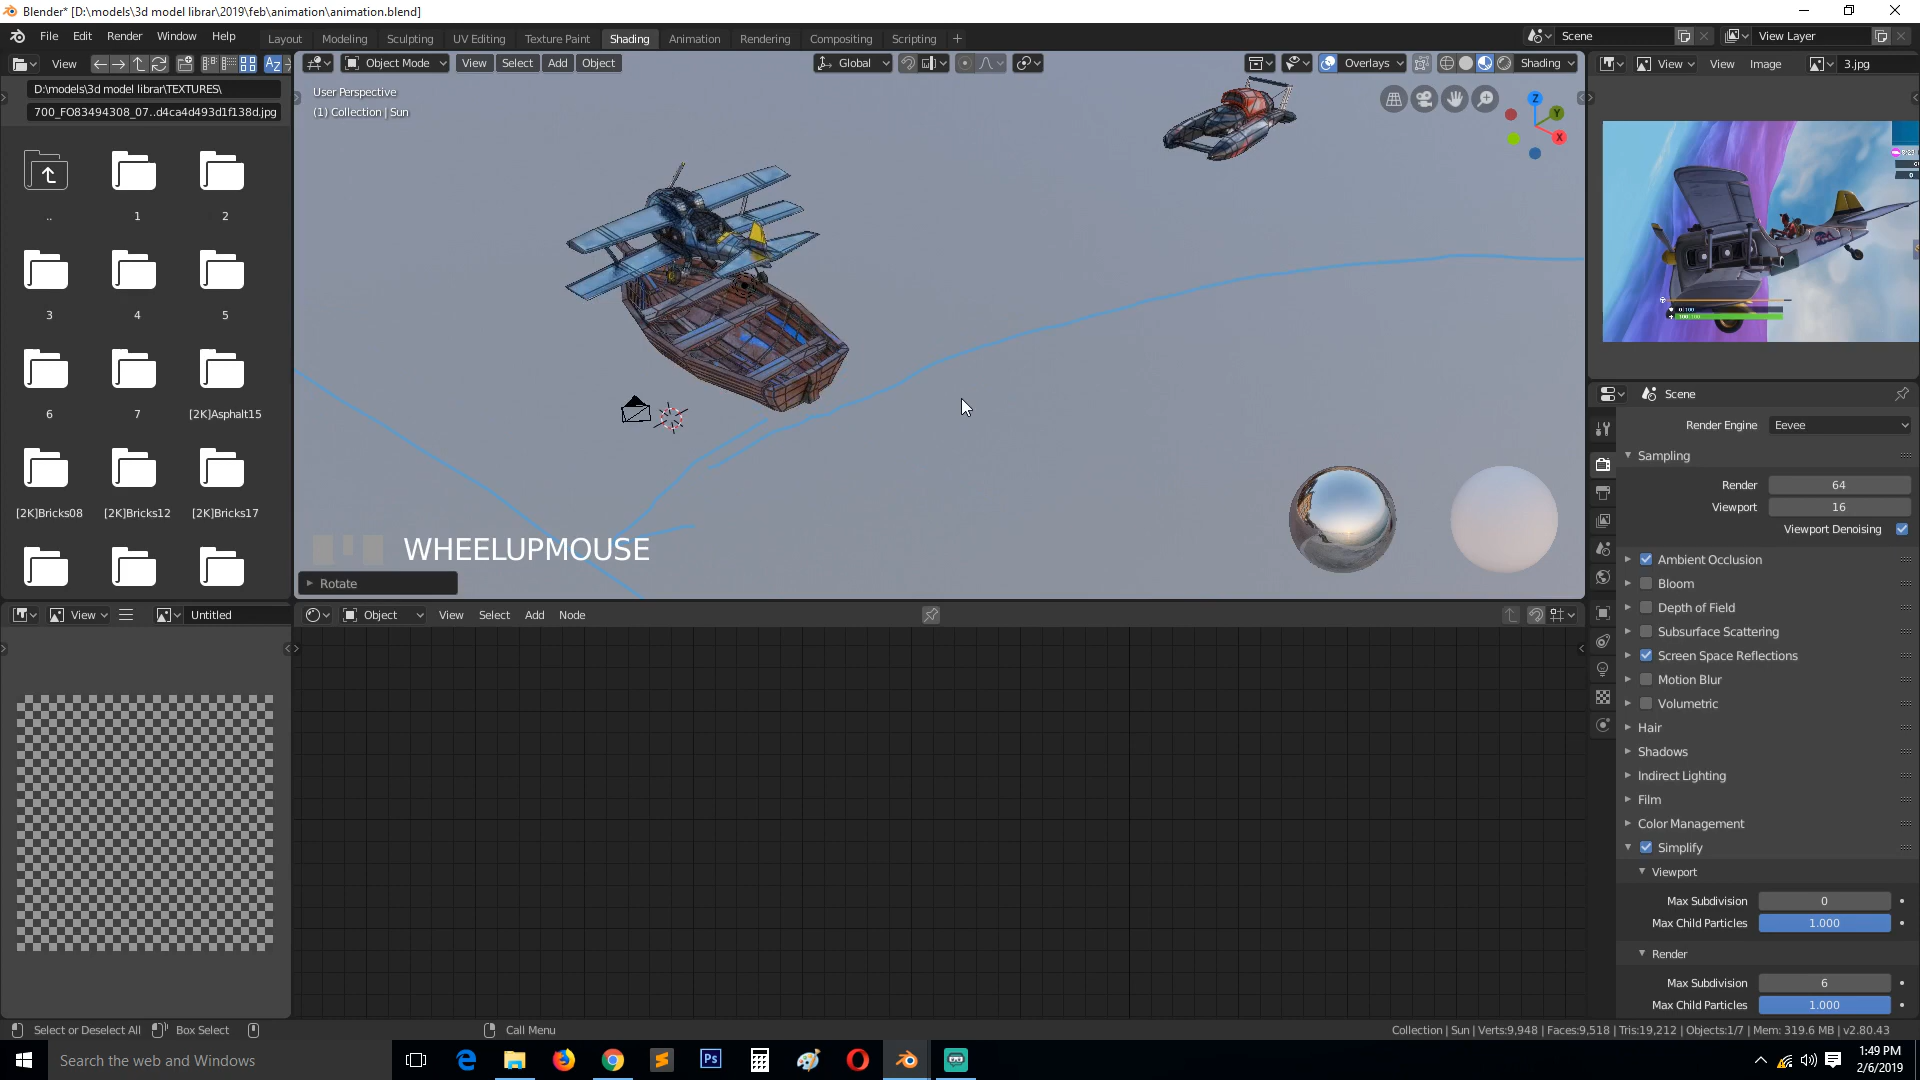 Blender* [D:\models\3d model librar\2019\feb\animation\animation.blend]
File Edit Render Window Help
Layout Modeling Sculpting UV Editing Texture Paint Shading Animation Rendering Compositing Scripting +
Scene
View Layer
View
D:\models\3d model librar\TEXTURES\
700_FO83494308_07..d4ca4d493d1f138d.jpg
.. 1 2
3 4 5
6 7 [2K]Asphalt15
[2K]Bricks08 [2K]Bricks12 [2K]Bricks17
Object Mode View Select Add Object
Global
Overlays
Shading
User Perspective
(1) Collection | Sun
Z
Y
X
WHEELUPMOUSE
Rotate
View View Image 3.jpg
Scene
Render Engine Eevee
Sampling
Render 64
Viewport 16
Viewport Denoising
Ambient Occlusion
Bloom
Depth of Field
Subsurface Scattering
Screen Space Reflections
Motion Blur
Volumetric
Hair
Shadows
Indirect Lighting
Film
Color Management
Simplify
Viewport
Max Subdivision 0
Max Child Particles 1.000
Render
Max Subdivision 6
Max Child Particles 1.000
View Untitled
Object View Select Add Node
Select or Deselect All Box Select Call Menu
Collection | Sun | Verts:9,948 | Faces:9,518 | Tris:19,212 | Objects:1/7 | Mem: 319.6 MB | v2.80.43
Search the web and Windows
Ps
1:49 PM
2/6/2019